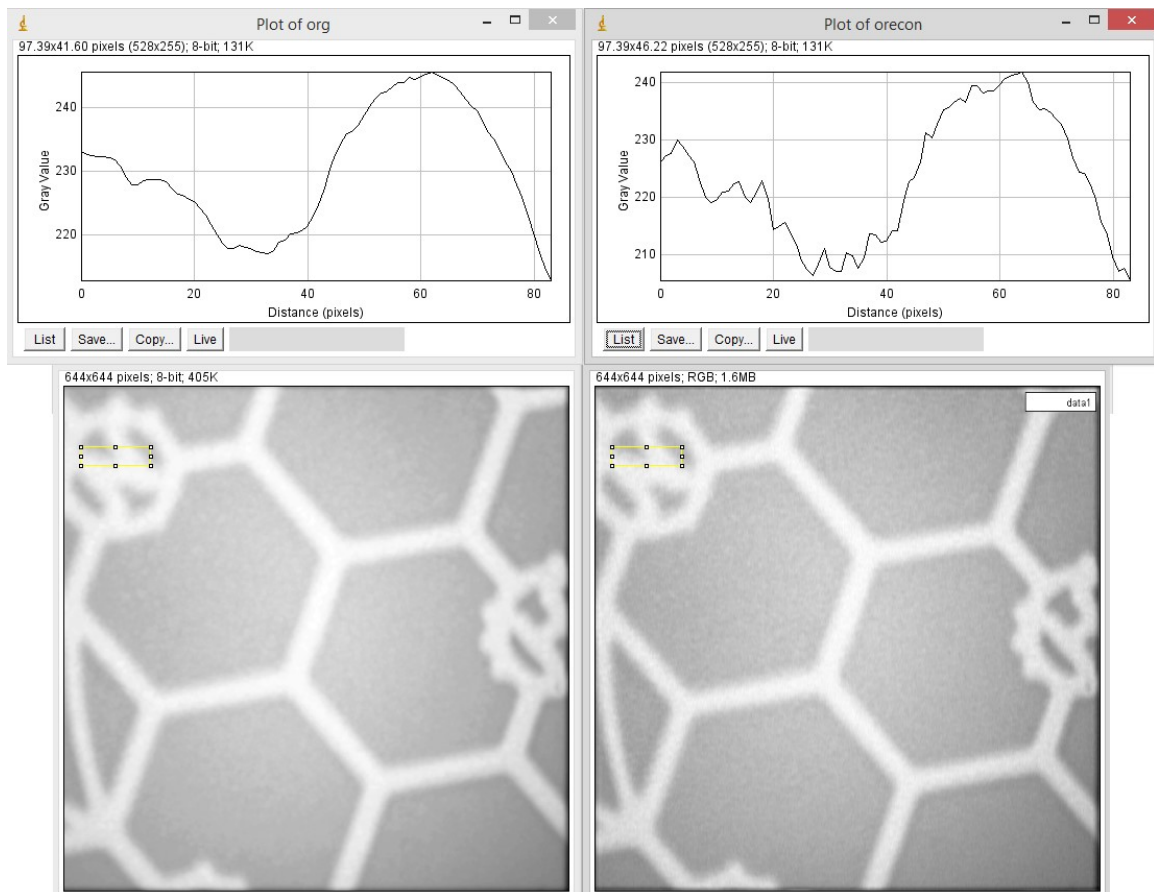 Plot of org
97.39x41.60 pixels (528x255); 8-bit; 131K
240
230
220
Gray Value
0 20 40 60 80
Distance (pixels)
List Save... Copy... Live
Plot of orecon
97.39x46.22 pixels (528x255); 8-bit; 131K
240
230
220
210
Gray Value
0 20 40 60 80
Distance (pixels)
List Save... Copy... Live
644x644 pixels; 8-bit; 405K
644x644 pixels; RGB; 1.6MB
data1